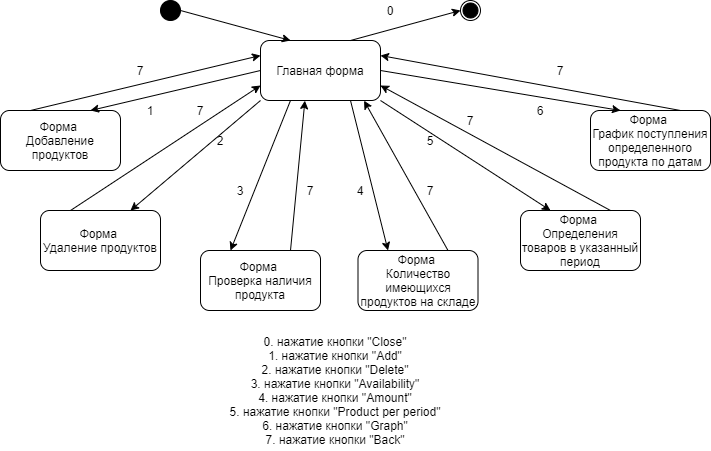 0
Главная форма
7
7
1
7
6
Форма
Добавление
продуктов
Форма
График поступления
определенного
продукта по датам
7
2
5
3
7
4
7
Форма
Удаление продуктов
Форма
Определения
товаров в указанный
период
Форма
Проверка наличия
продукта
Форма
Количество
имеющихся
продуктов на складе
0. нажатие кнопки "Close"
1. нажатие кнопки "Add"
2. нажатие кнопки "Delete"
3. нажатие кнопки "Availability"
4. нажатие кнопки "Amount"
5. нажатие кнопки "Product per period"
6. нажатие кнопки "Graph"
7. нажатие кнопки "Back"